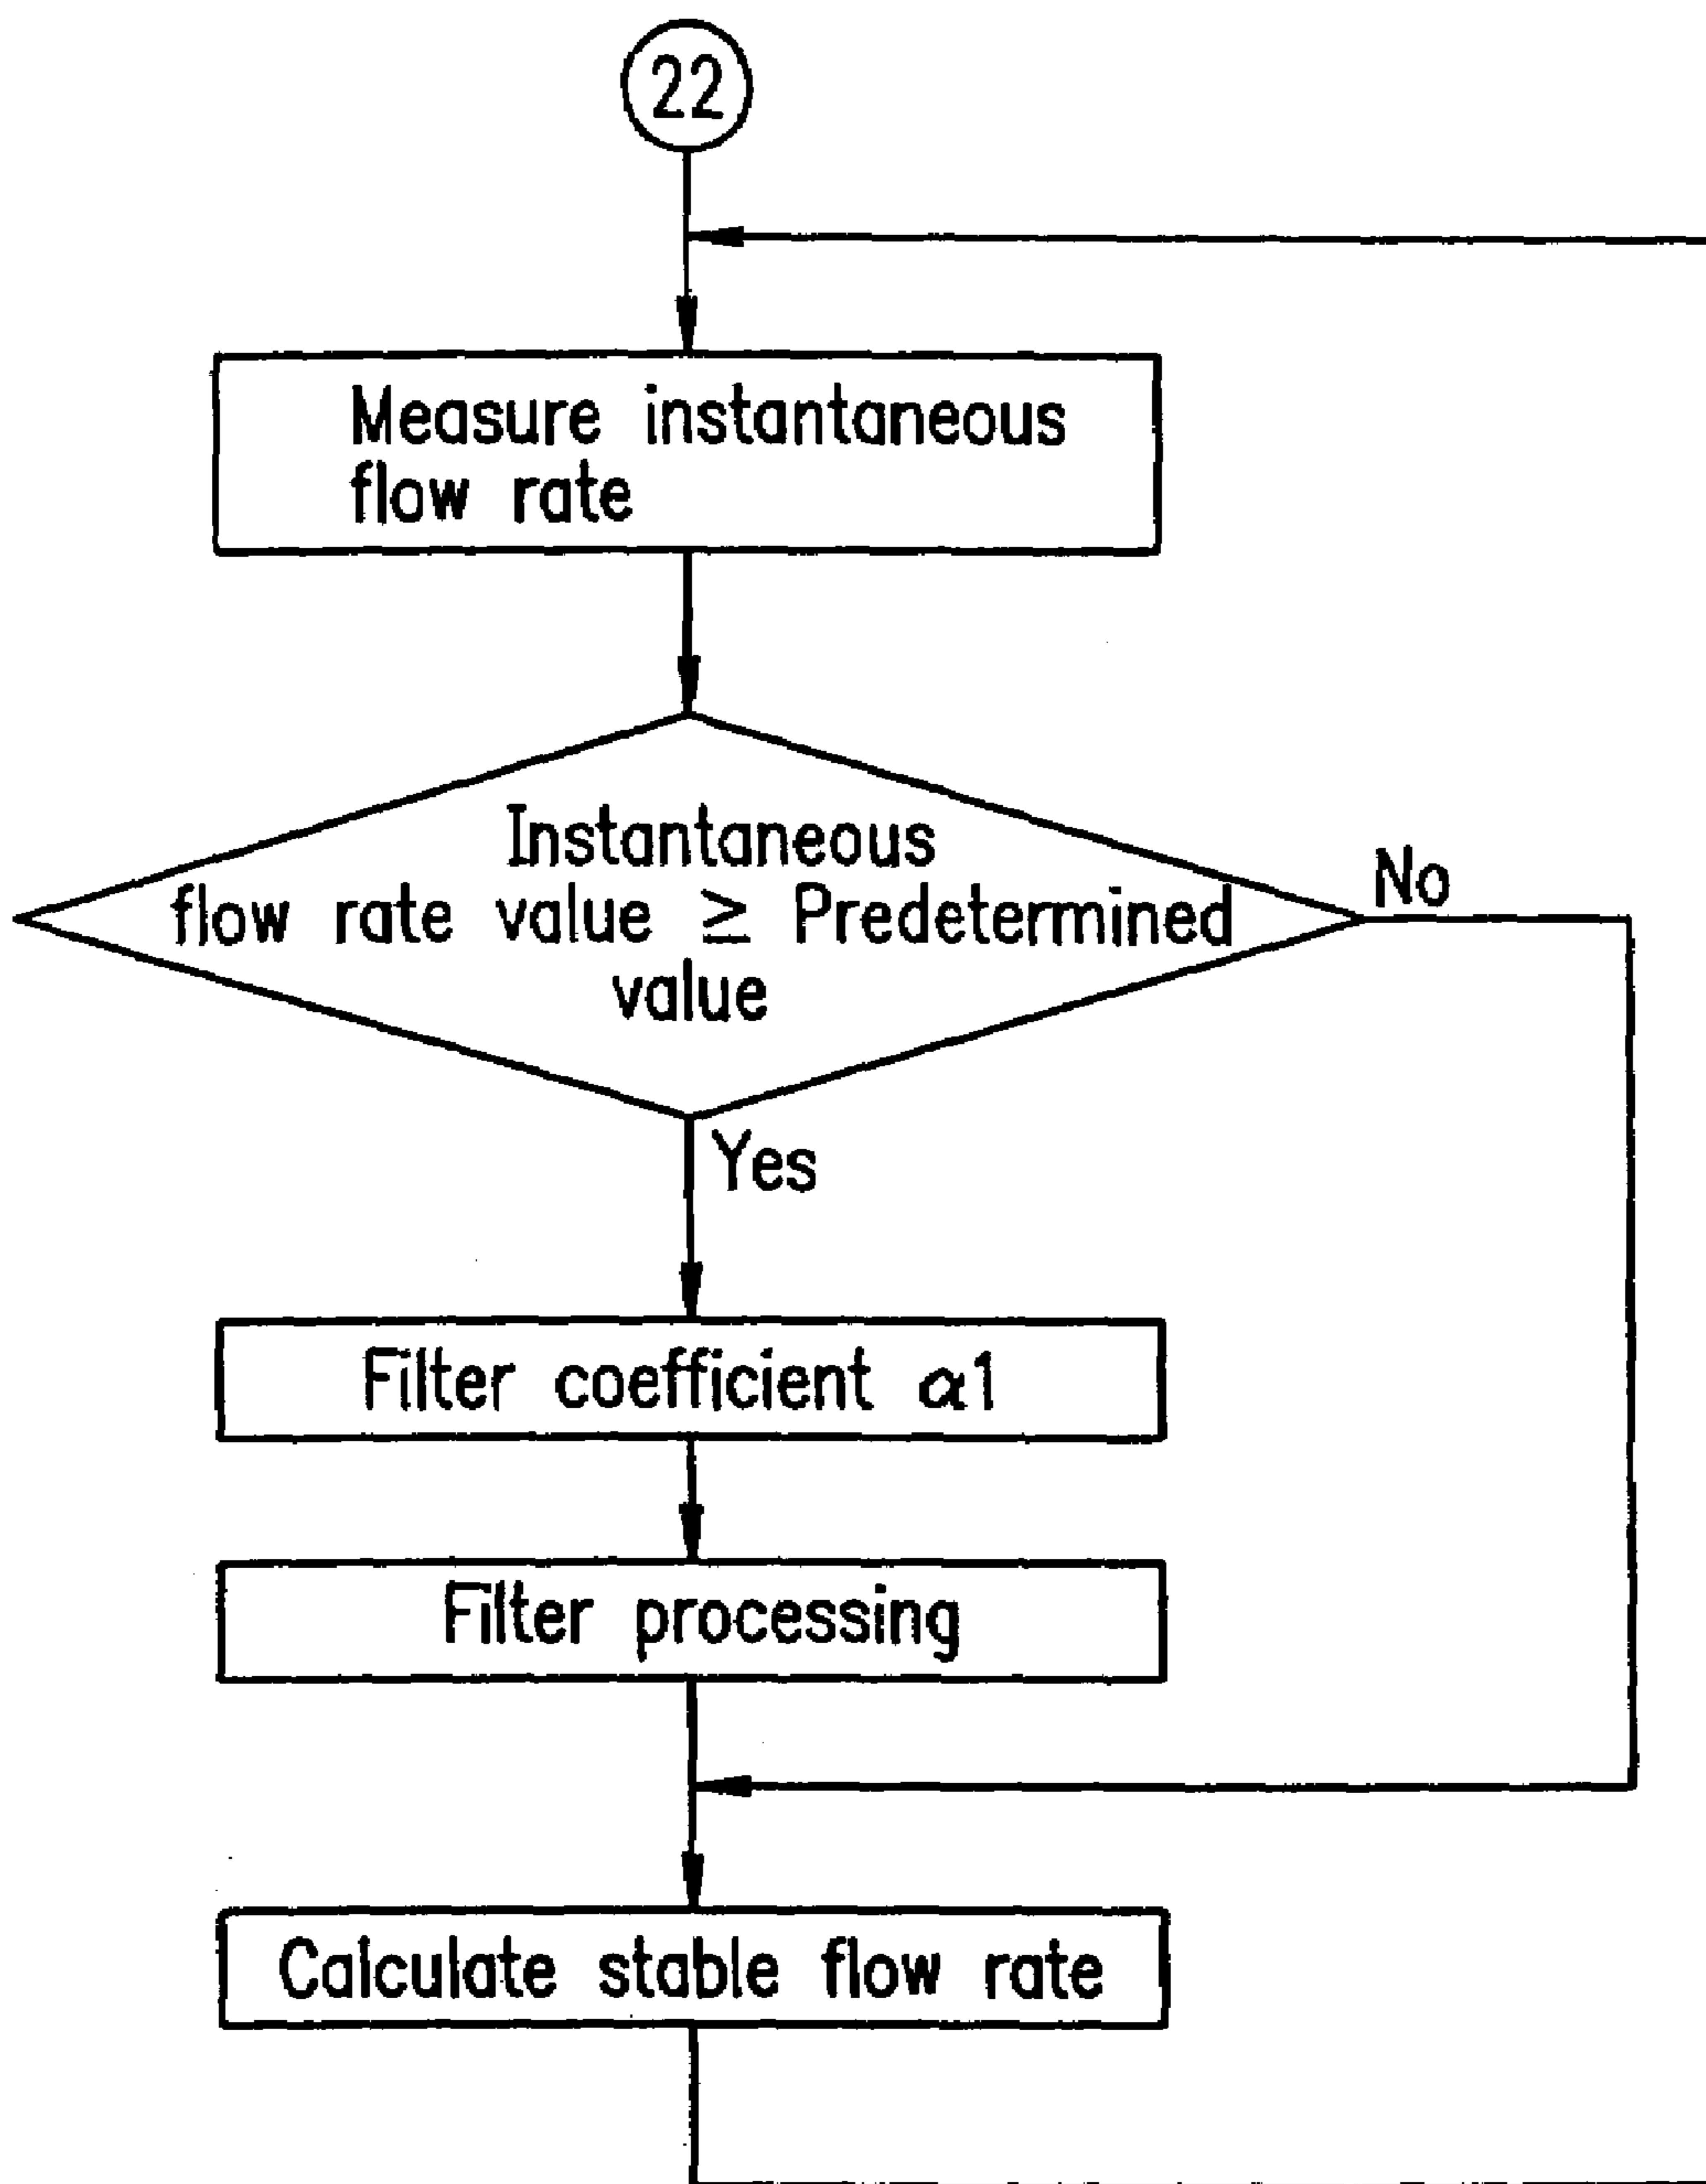 22
Measure instantaneous
flow rate
Instantaneous
flow rate value ≥ Predetermined
value
No
Yes
Filter coefficient α1
Filter processing
Calculate stable flow rate